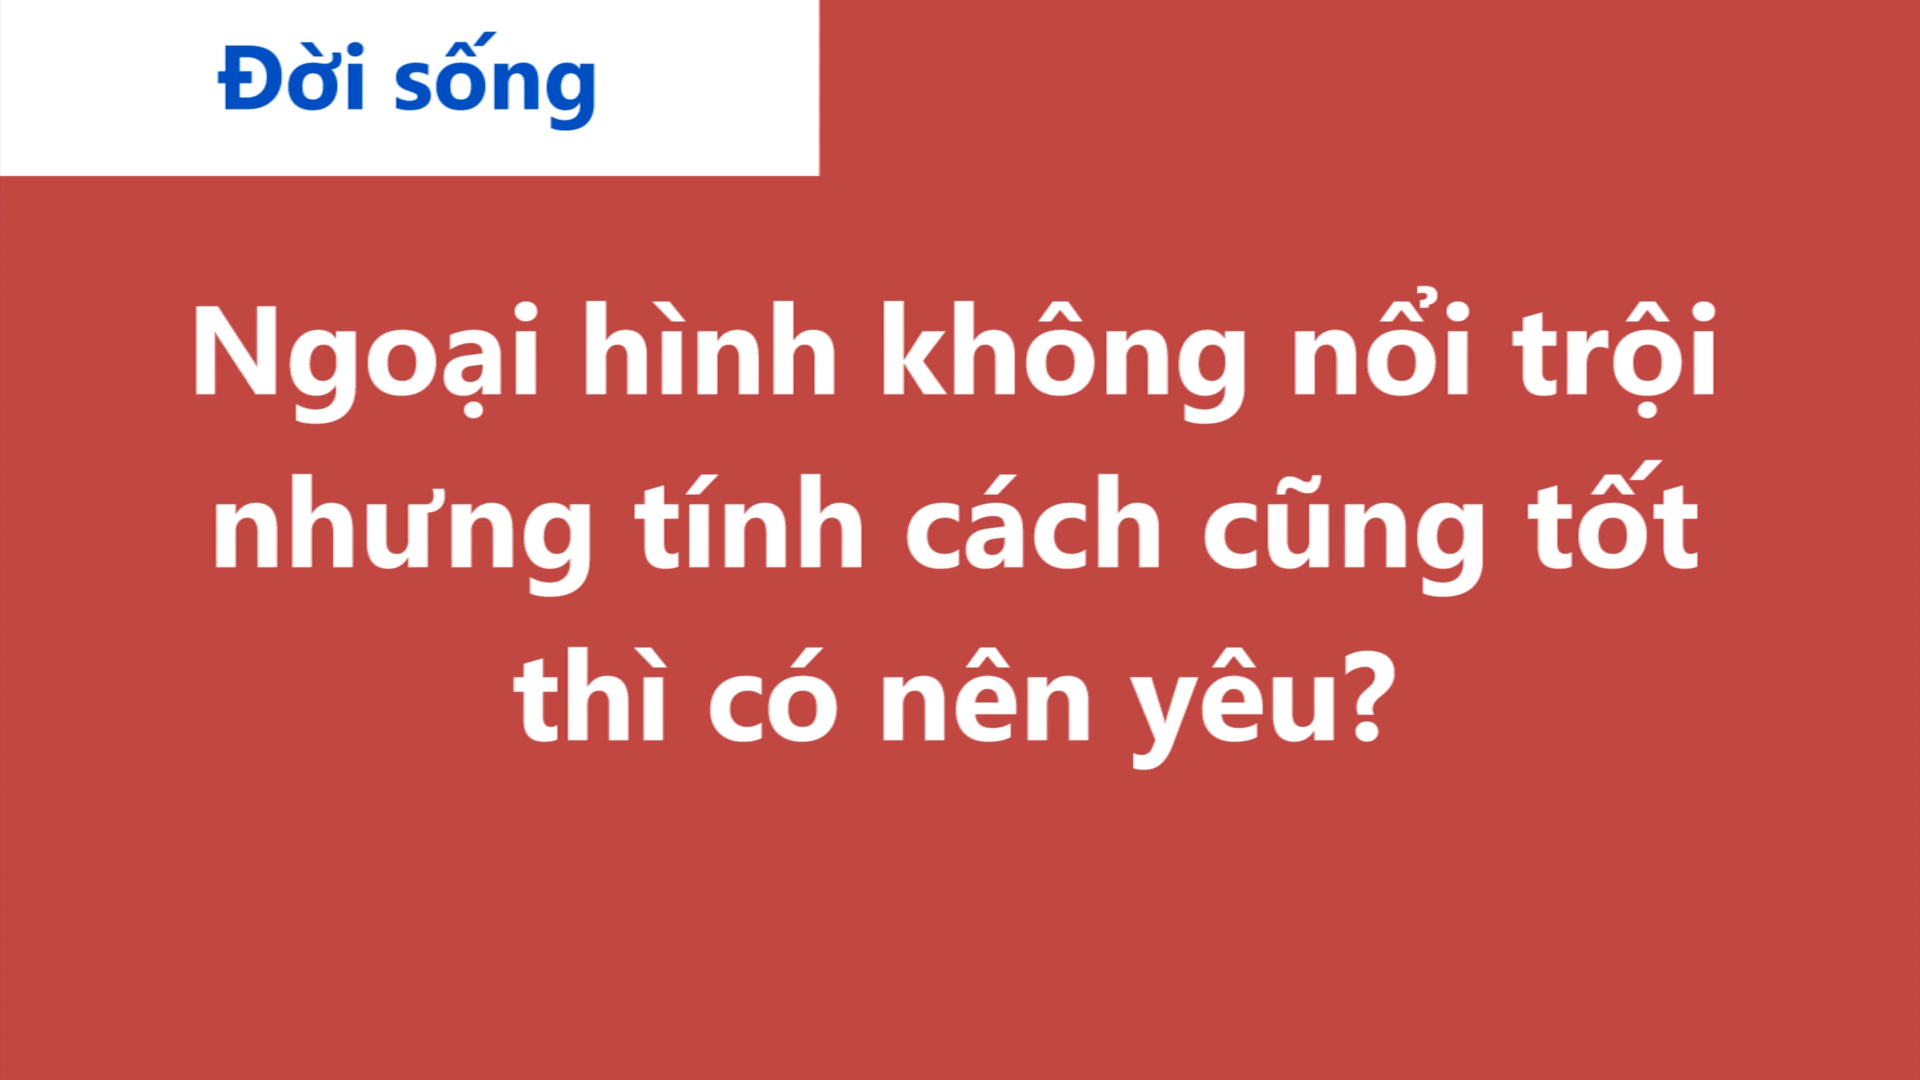 Đời sống
Ngoại hình không nổi trội
nhưng tính cách cũng tốt
thì có nên yêu?